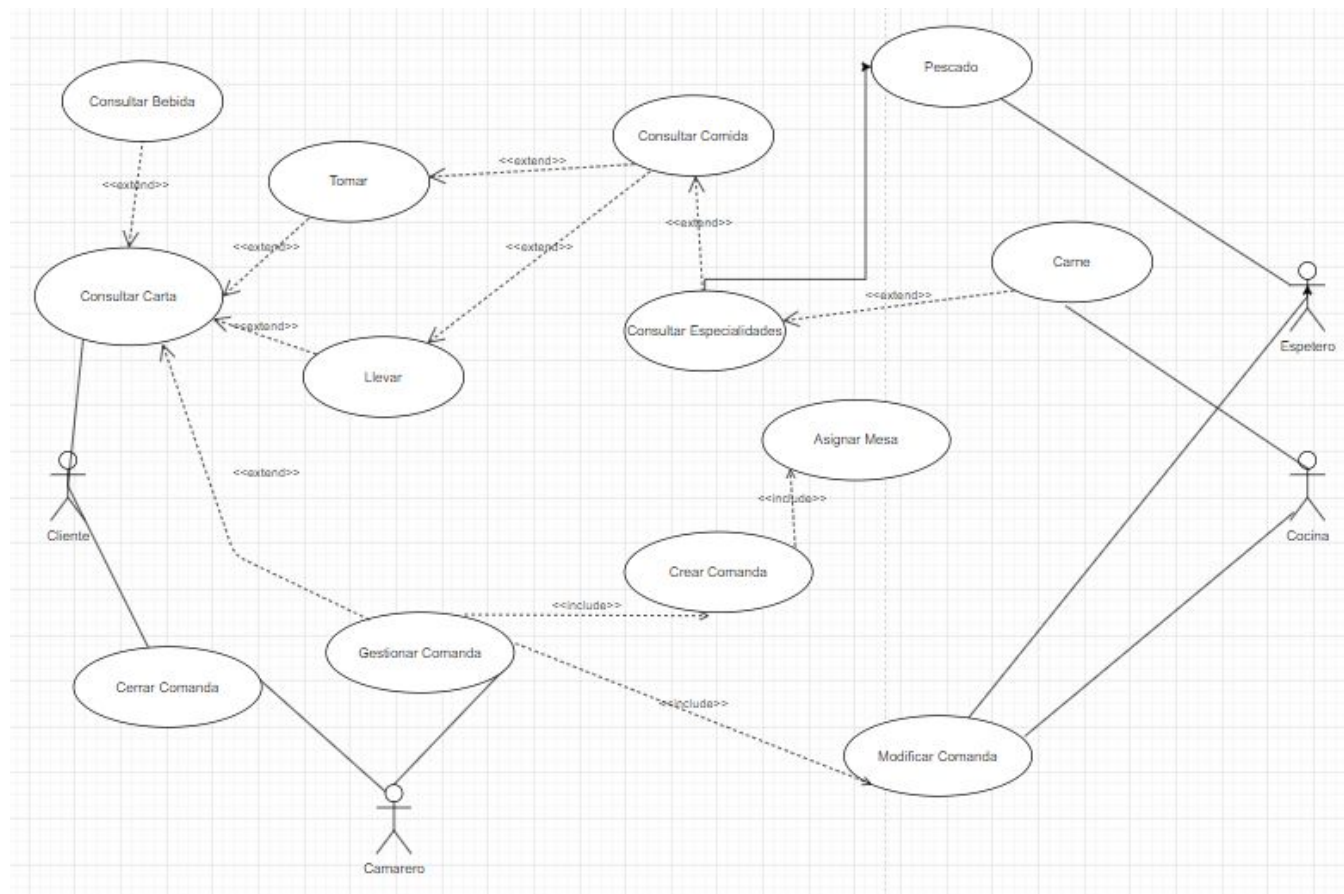 Pescado
Consultar Bebida
Consultar Comida
<<extend>>
Tomar
<<extend>>
<<extend>>
<<extend>>
<<extend>>
Carne
Consultar Carta
<<extend>>
<<extend>>
Consultar Especialidades
Espetero
Llevar
Asignar Mesa
<<extend>>
<<include>>
Cliente
Cocina
Crear Comanda
<<include>>
Gestionar Comanda
Cerrar Comanda
<<include>>
Modificar Comanda
Camarero